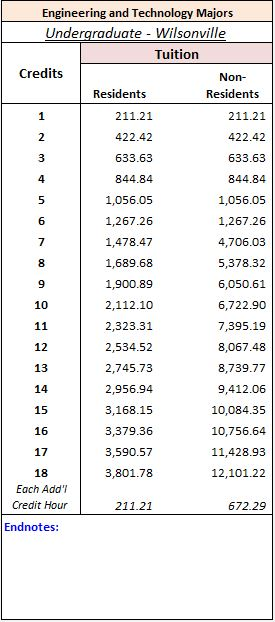 Engineering and Technology Majors
Undergraduate - Wilsonville
Credits Tuition
Residents Non-Residents
1 211.21 211.21
2 422.42 422.42
3 633.63 633.63
4 844.84 844.84
5 1,056.05 1,056.05
6 1,267.26 1,267.26
7 1,478.47 4,706.03
8 1,689.68 5,378.32
9 1,900.89 6,050.61
10 2,112.10 6,722.90
11 2,323.31 7,395.19
12 2,534.52 8,067.48
13 2,745.73 8,739.77
14 2,956.94 9,412.06
15 3,168.15 10,084.35
16 3,379.36 10,756.64
17 3,590.57 11,428.93
18 3,801.78 12,101.22
Each Add'l
Credit Hour 211.21 672.29
Endnotes: